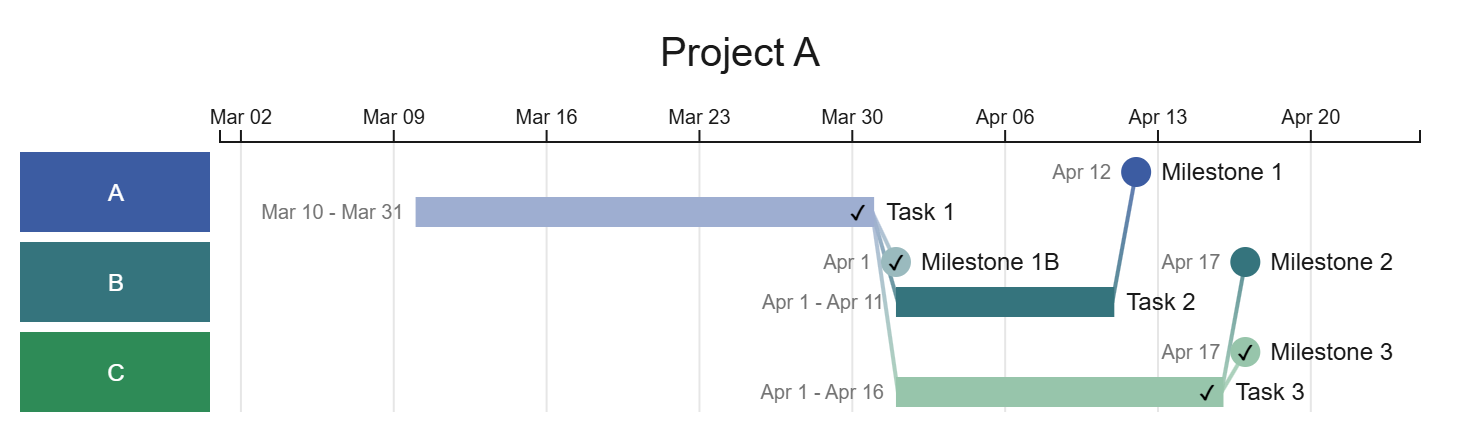 Project A
Mar 02 Mar 09 Mar 16 Mar 23 Mar 30 Apr 06 Apr 13 Apr 20
A
Apr 12 Milestone 1
Mar 10 - Mar 31 ✓ Task 1
B
Apr 1 ✓ Milestone 1B Apr 17 Milestone 2
Apr 1 - Apr 11 Task 2
C
Apr 17 ✓ Milestone 3
Apr 1 - Apr 16 ✓ Task 3